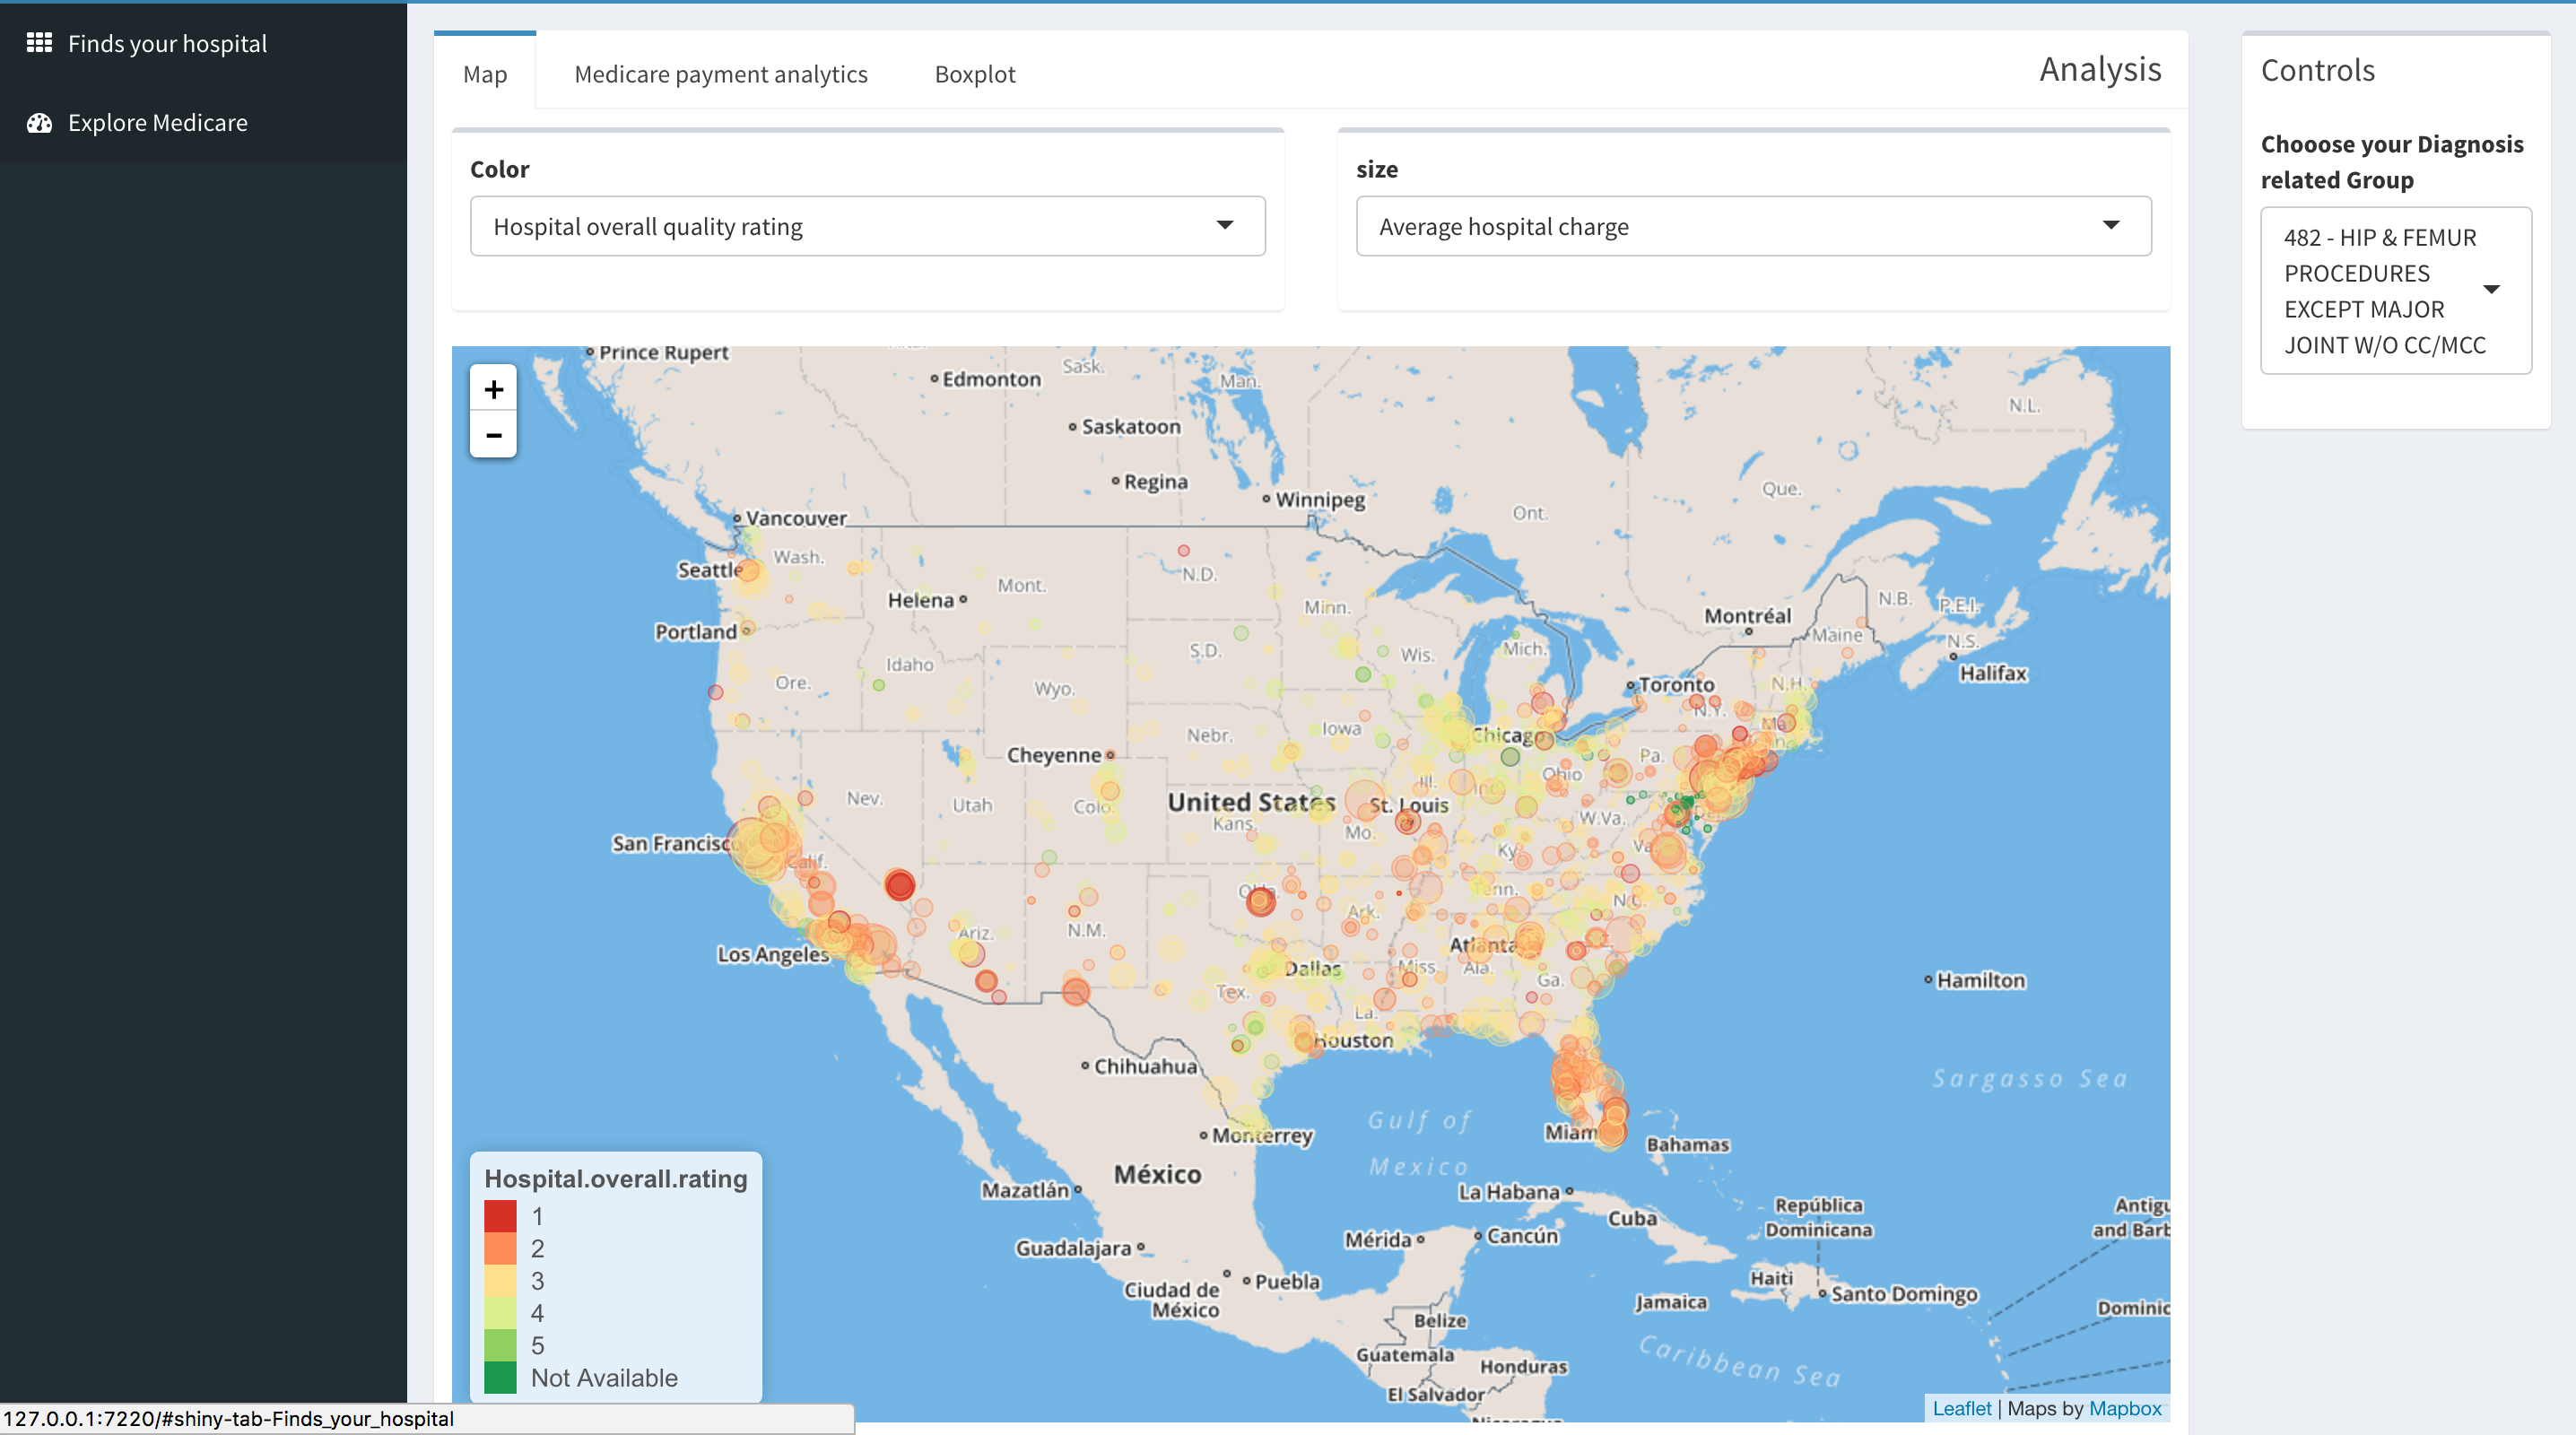 Finds your hospital
Explore Medicare
Map
Medicare payment analytics
Boxplot
Analysis
Color
Hospital overall quality rating
size
Average hospital charge
Controls
Chooose your Diagnosis
related Group
482 - HIP & FEMUR
PROCEDURES
EXCEPT MAJOR
JOINT W/O CC/MCC
+
−
Prince Rupert
Edmonton
Sask.
Man.
Saskatoon
N.L.
Regina
Winnipeg
Que.
Ont.
Vancouver
Wash.
Seattle
N.D.
Mont.
Helena
Minn.
Montréal
N.B.
P.E.I.
Portland
Maine
N.S.
S.D.
Wis.
Mich.
Idaho
Halifax
Ore.
Wyo.
Toronto
N.H.
N.Y.
Iowa
Nebr.
Chicago
Cheyenne
Pa.
Ohio
Nev.
Utah
Colo.
United States
Ill.
St. Louis
Kans.
Mo.
W.Va.
San Francisco
Calif.
Ky.
Va.
Okla.
Tenn.
N.C.
Ark.
Ariz.
N.M.
Atlanta
Los Angeles
Dallas
Miss.
Ala.
Ga.
Hamilton
Tex.
La.
Houston
Chihuahua
Sargasso Sea
Gulf of
Mexico
Monterrey
Miami
Bahamas
México
Mazatlán
La Habana
Cuba
República
Dominicana
Antigu
and Barb
Guadalajara
Mérida
Cancún
Ciudad de
México
Puebla
Haiti
Santo Domingo
Jamaica
Dominic
Belize
Caribbean Sea
Guatemala
Honduras
El Salvador
Hospital.overall.rating
1
2
3
4
5
Not Available
Leaflet | Maps by Mapbox
127.0.0.1:7220/#shiny-tab-Finds_your_hospital